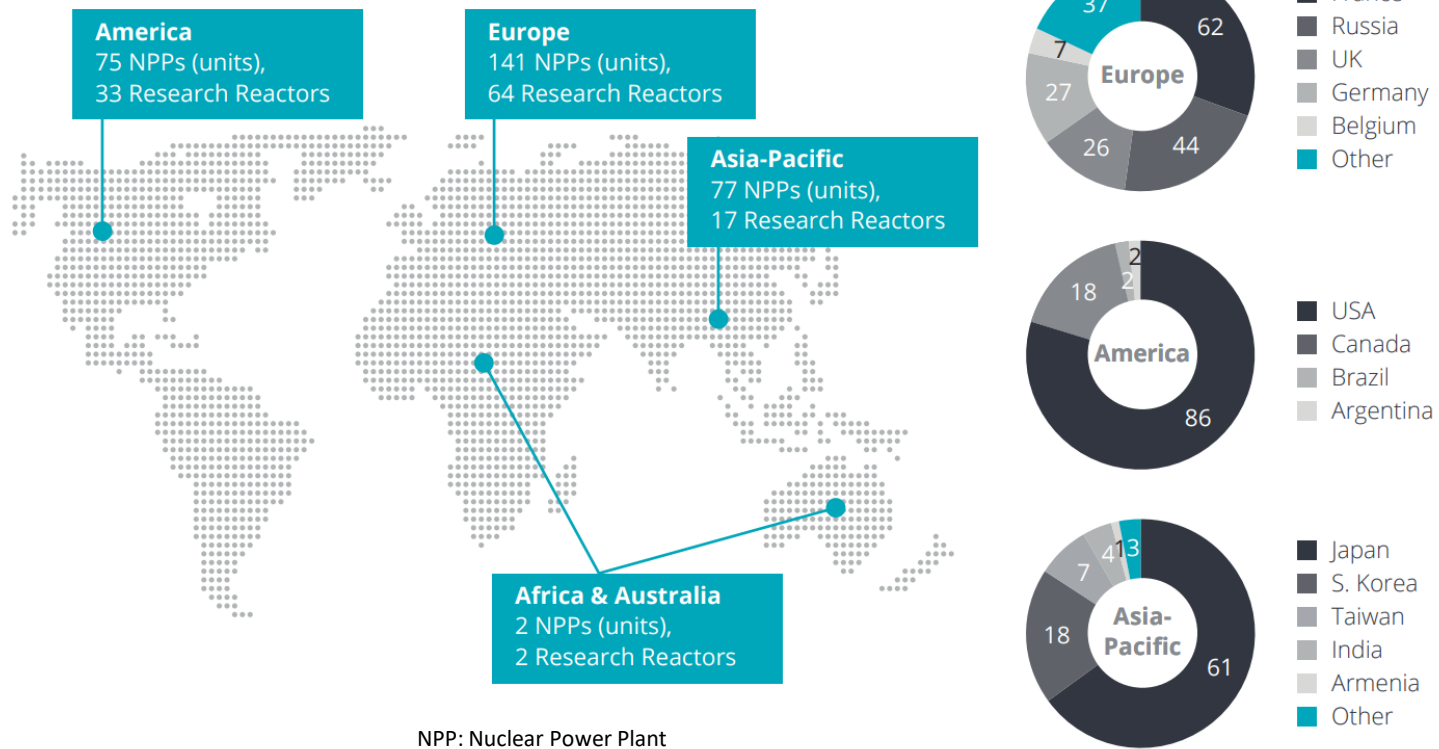 America
75 NPPs (units),
33 Research Reactors
Europe
141 NPPs (units),
64 Research Reactors
Asia-Pacific
77 NPPs (units),
17 Research Reactors
Africa & Australia
2 NPPs (units),
2 Research Reactors
NPP: Nuclear Power Plant
37
62
7
27
26
44
Europe
Russia
UK
Germany
Belgium
Other
2
2
18
86
America
USA
Canada
Brazil
Argentina
3
1
4
7
18
61
Asia-
Pacific
Japan
S. Korea
Taiwan
India
Armenia
Other